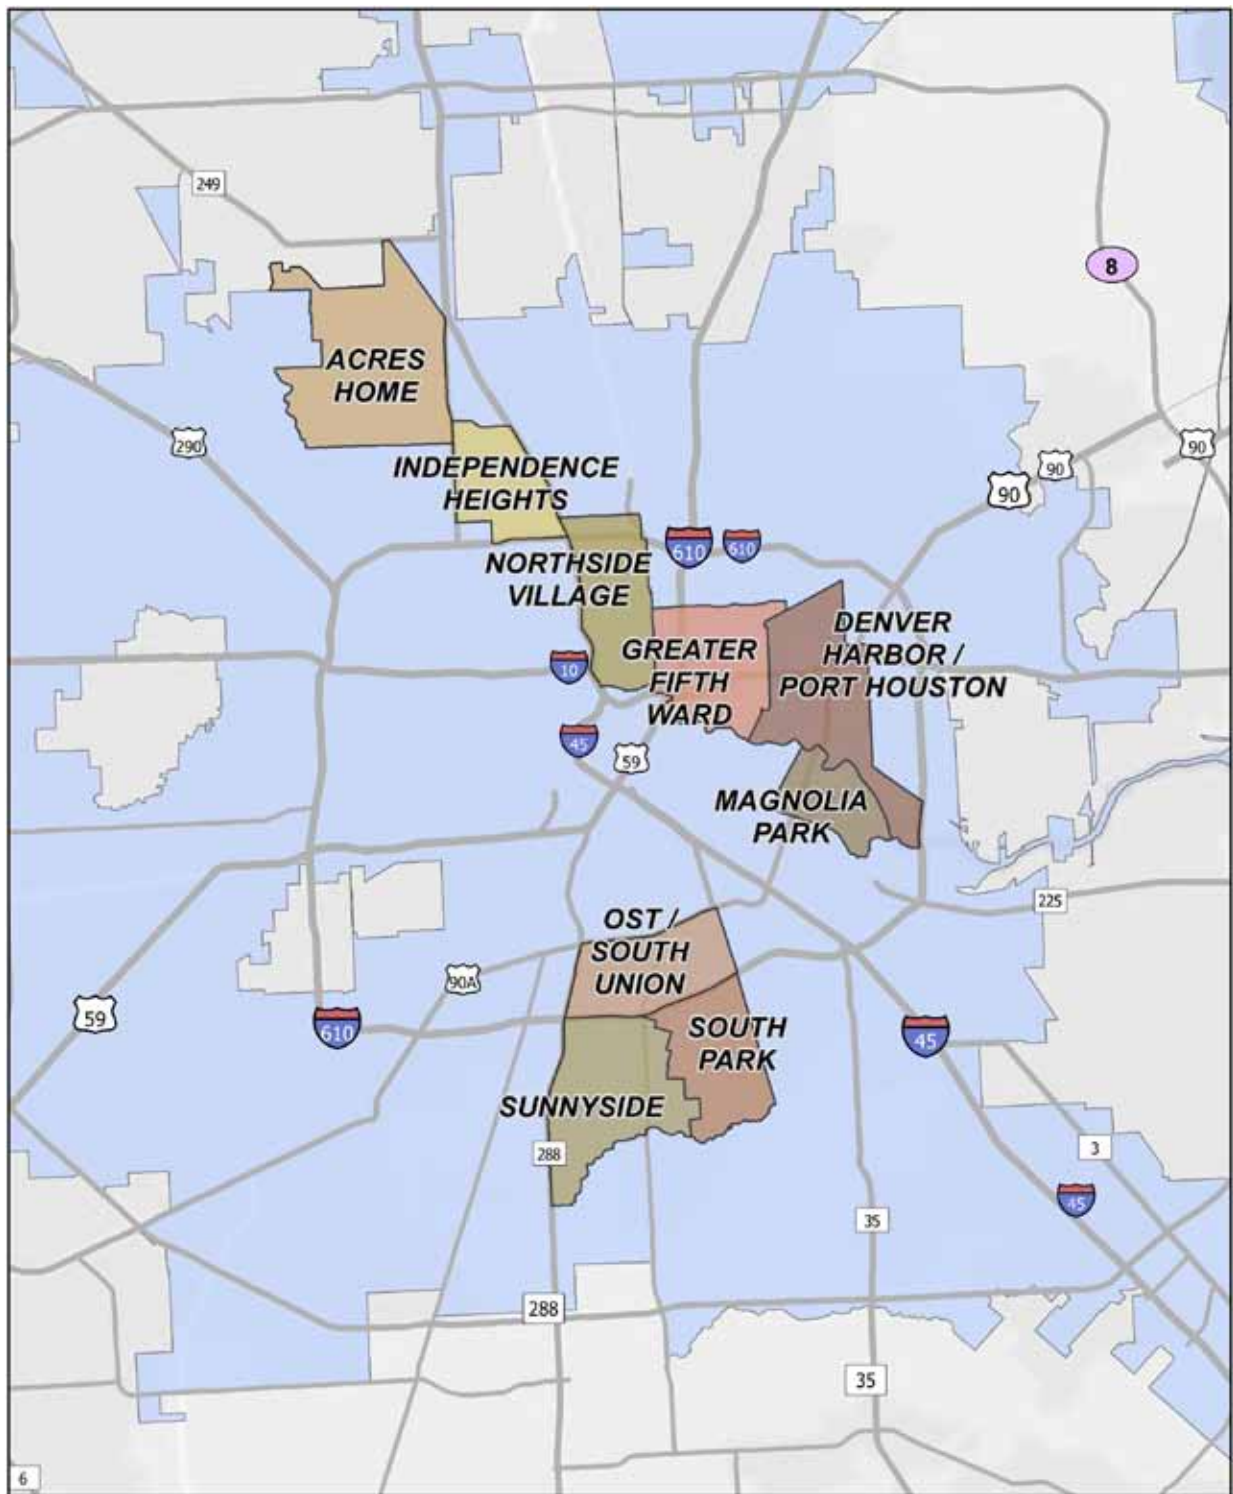 249
8
ACRES
HOME
290
90
90
90
INDEPENDENCE
HEIGHTS
610
610
NORTHSIDE
VILLAGE
DENVER
HARBOR /
PORT HOUSTON
GREATER
FIFTH
WARD
10
45
59
MAGNOLIA
PARK
225
OST /
SOUTH
UNION
90A
59
610
SOUTH
PARK
45
SUNNYSIDE
288
3
45
35
288
35
6